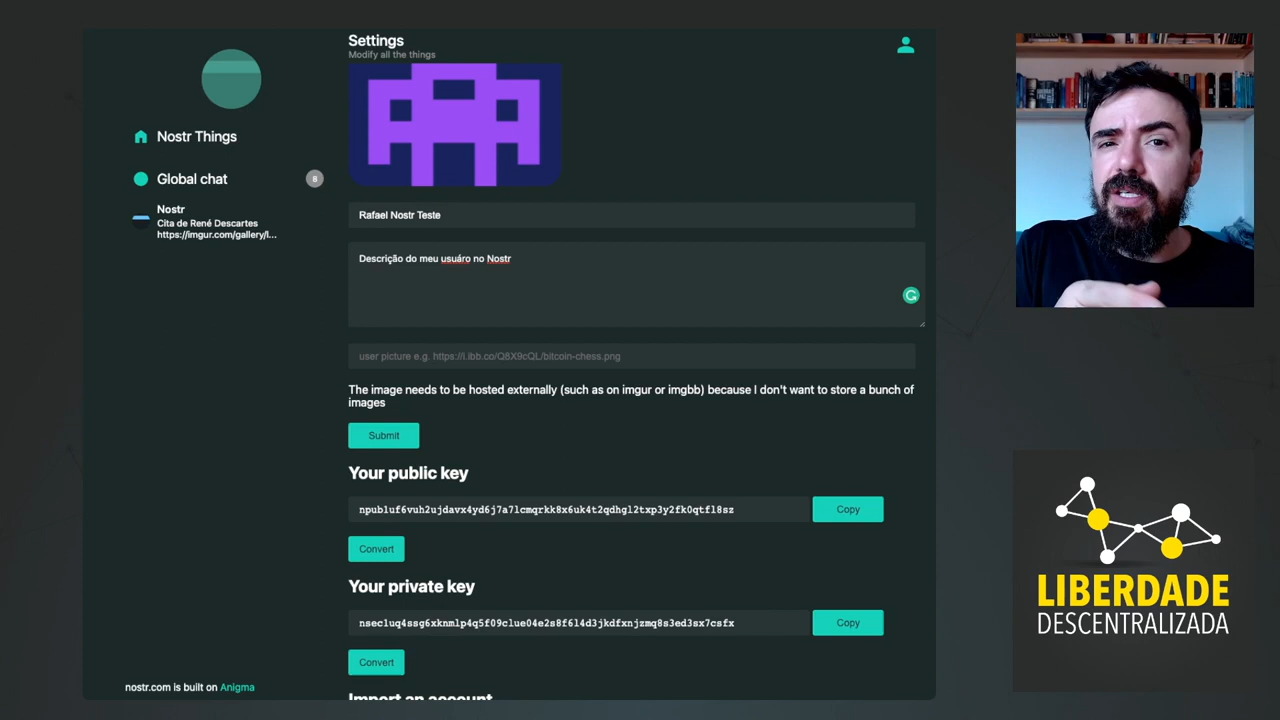 Nostr Things
Global chat
8
Nostr
Cita de René Descartes
https://imgur.com/gallery/l...
nostr.com is built on Anigma
Settings
Modify all the things
Rafael Nostr Teste
Descrição do meu usuáro no Nostr
user picture e.g. https://i.ibb.co/Q8X9cQL/bitcoin-chess.png
The image needs to be hosted externally (such as on imgur or imgbb) because I don't want to store a bunch of
images
Submit
Your public key
npub1uf6vuh2ujdavx4yd6j7a7lcmqrkk8x6uk4t2qdhgl2txp3y2fk0qtfl8sz
Copy
Convert
Your private key
nsec1uq4ssg6xknmlp4q5f09clue04e2s8f6l4d3jkdfxnjzmq8s3ed3sx7csfx
Copy
Convert
Import an account
LIBERDADE
DESCENTRALIZADA